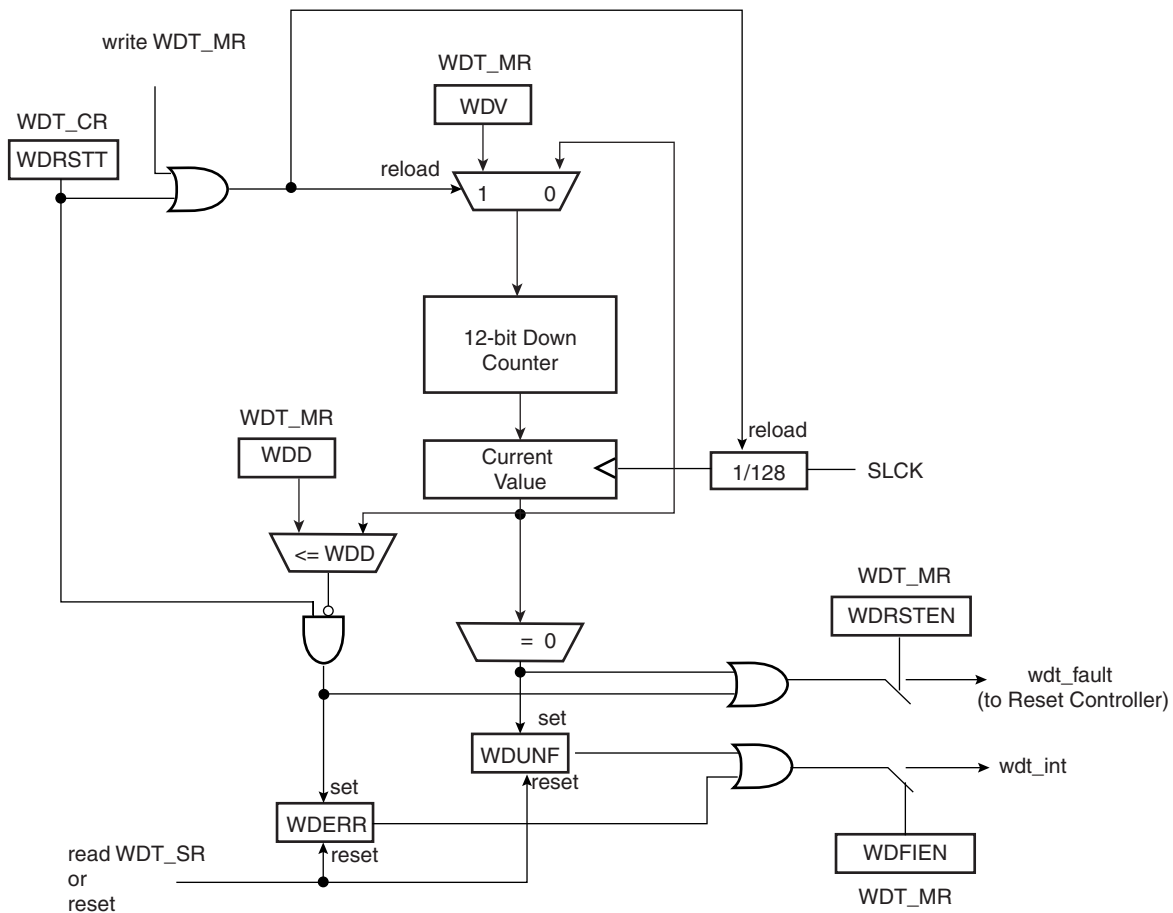 write WDT_MR
WDT_MR
WDV
WDT_CR
WDRSTT
reload
1 0
12-bit Down
Counter
WDT_MR
WDD
reload
Current
Value
1/128
SLCK
<= WDD
WDT_MR
WDRSTEN
= 0
wdt_fault
(to Reset Controller)
set
WDUNF
reset
wdt_int
set
WDERR
reset
WDFIEN
WDT_MR
read WDT_SR
or
reset